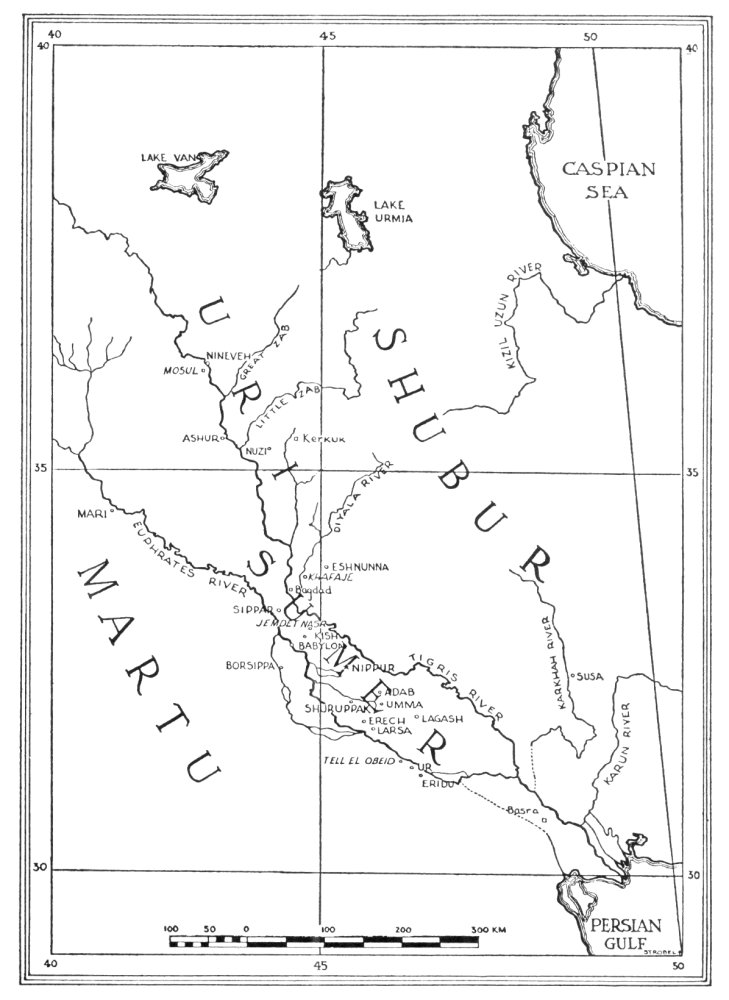 40
45
50
40
40
LAKE VAN
LAKE
URMIA
CASPIAN
SEA
KIZIL UZUN RIVER
URI
SHUBUR
NINEVEH
MOSUL
GREAT ZAB
LITTLE ZAB
ASHUR
NUZI
Kerkuk
35
35
DIYALA RIVER
MARI
EUPHRATES RIVER
MARTU
SUMER
ESHNUNNA
KHAFAJE
Bagdad
SIPPAR
JEMDET NASR
KISH
BABYLON
BORSIPPA
NIPPUR
TIGRIS RIVER
KARKHAH RIVER
SUSA
ADAB
UMMA
SHURUPPAK
ERECH
LAGASH
LARSA
KARUN RIVER
TELL EL OBEID
UR
ERIDU
Basra
30
30
PERSIAN
GULF
STROBEL
100 50 0 100 200 300 KM
40
45
50